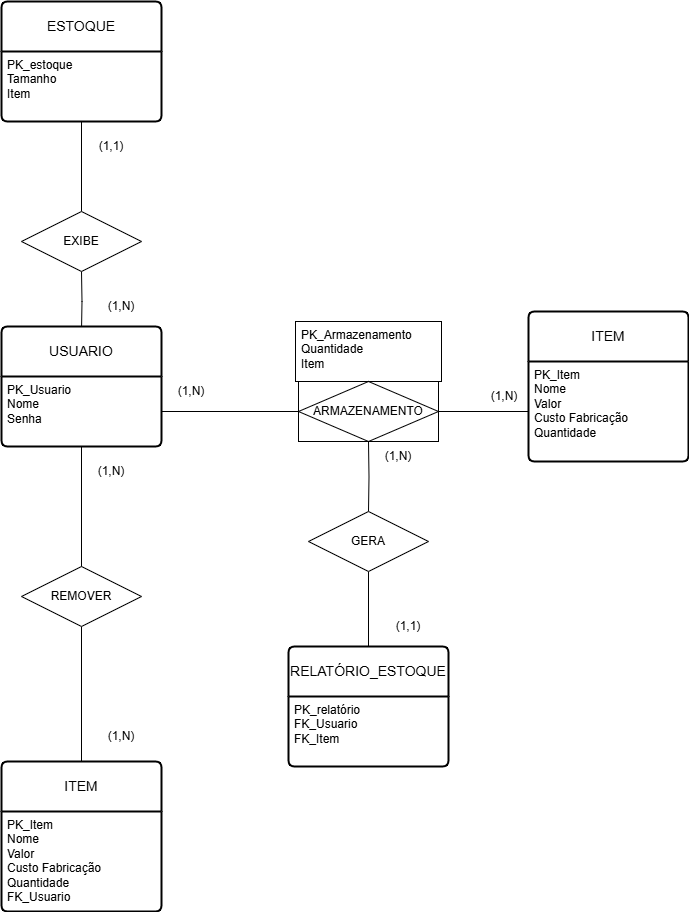 ESTOQUE
PK_estoque
Tamanho
Item
(1,1)
EXIBE
(1,N)
USUARIO
PK_Usuario
Nome
Senha
(1,N)
PK_Armazenamento
Quantidade
Item
ARMAZENAMENTO
(1,N)
ITEM
PK_Item
Nome
Valor
Custo Fabricação
Quantidade
(1,N)
GERA
(1,1)
RELATÓRIO_ESTOQUE
PK_relatório
FK_Usuario
FK_Item
(1,N)
REMOVER
(1,N)
ITEM
PK_Item
Nome
Valor
Custo Fabricação
Quantidade
FK_Usuario